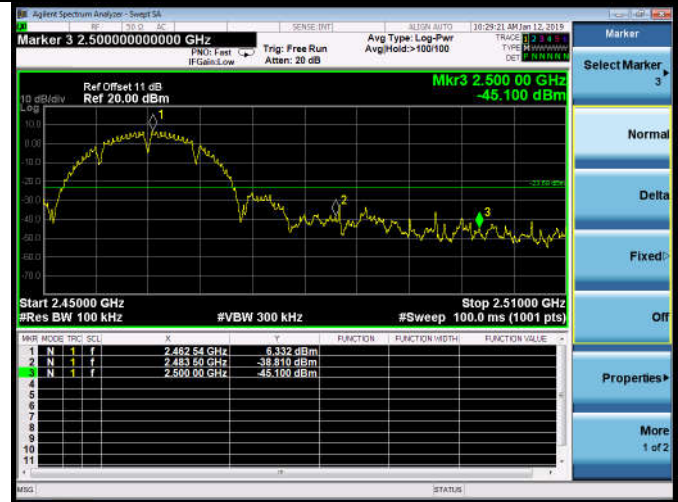 Agilent Spectrum Analyzer - Swept SA
RF 50 Ω AC SENSE:INT ALIGN AUTO 10:29:21 AM Jan 12, 2019
Marker 3 2.500000000000 GHz
PNO: Fast
IFGain:Low
Trig: Free Run
Atten: 20 dB
Avg Type: Log-Pwr
Avg|Hold:>100/100
TRACE 1 2 3 4 5 6
TYPE M WWWWW
DET P N N N N N
Ref Offset 11 dB
Ref 20.00 dBm
10 dB/div
Log
Mkr3 2.500 00 GHz
-45.100 dBm
10.0
0.00
-10.0
-20.0
-30.0
-40.0
-50.0
-60.0
-70.0
1
2
3
Start 2.45000 GHz
Stop 2.51000 GHz
#Res BW 100 kHz
#VBW 300 kHz
#Sweep 100.0 ms (1001 pts)
MKR MODE TRC SCL X Y FUNCTION FUNCTION WIDTH FUNCTION VALUE
1 N 1 f 2.462 54 GHz 6.332 dBm
2 N 1 f 2.483 50 GHz -38.810 dBm
3 N 1 f 2.500 00 GHz -45.100 dBm
4
5
6
7
8
9
10
11
MSG
STATUS
Marker
Select Marker
3
Normal
Delta
Fixed
Off
Properties
More
1 of 2